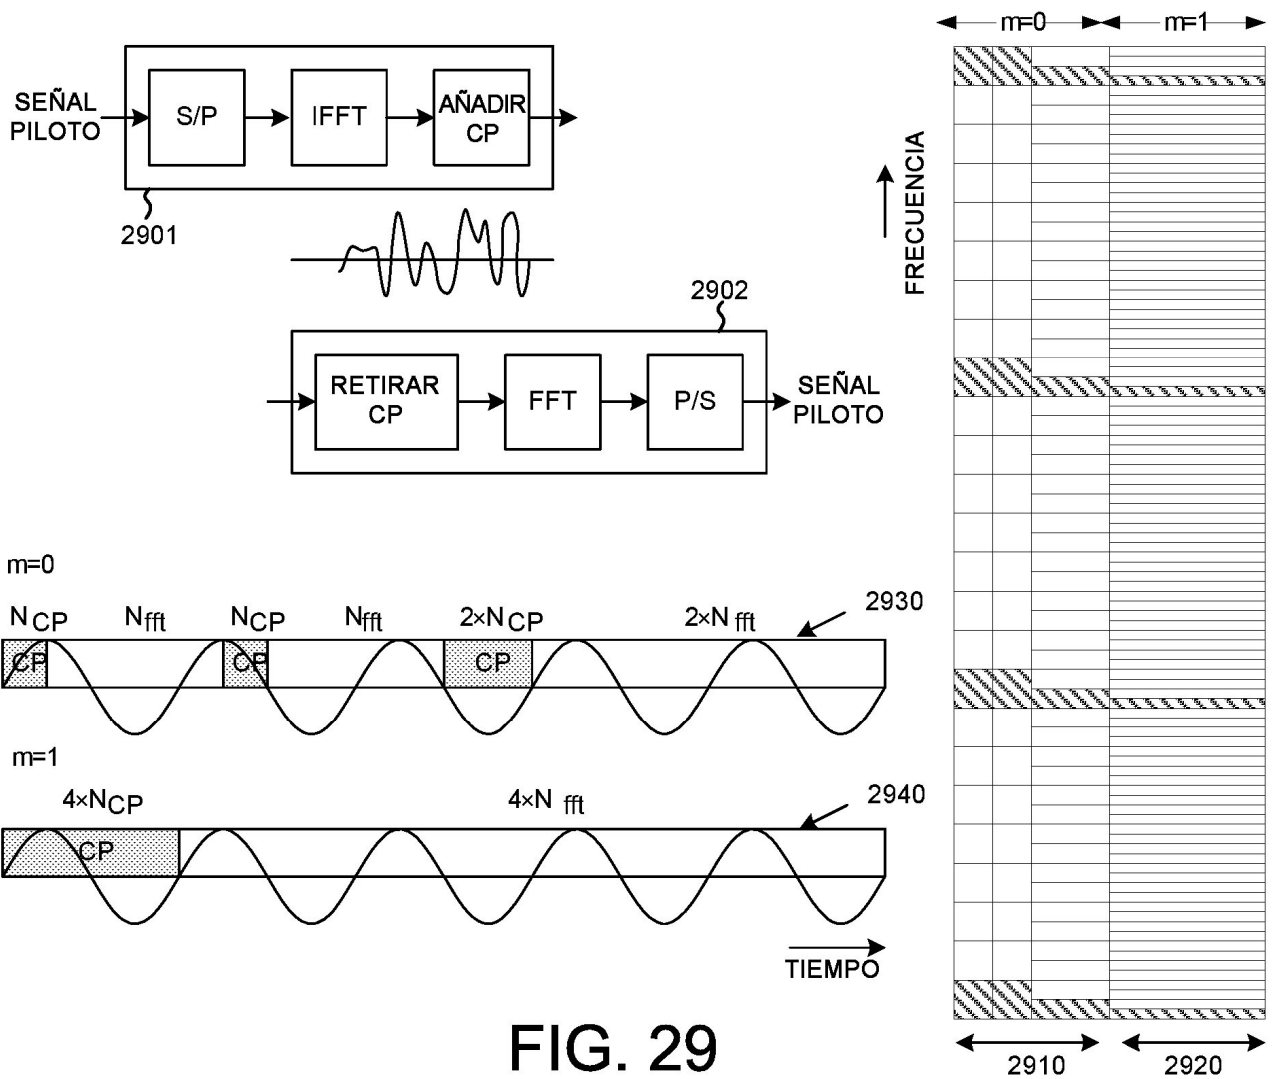 m=0 m=1
SEÑAL
PILOTO
S/P
IFFT
AÑADIR
CP
2901
FRECUENCIA
2902
RETIRAR
CP
FFT
P/S
SEÑAL
PILOTO
m=0
NCP Nfft NCP Nfft 2×NCP 2×Nfft 2930
CP CP CP
m=1
4×NCP 4×N fft 2940
CP
TIEMPO
FIG. 29
2910 2920